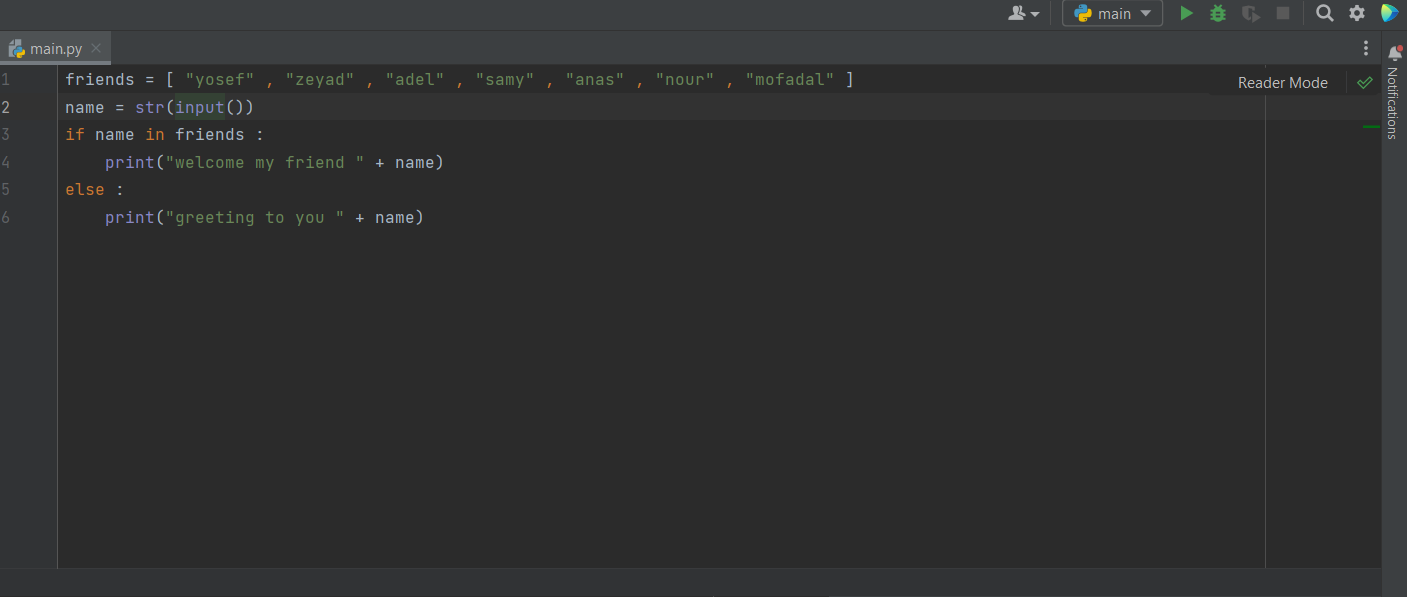 main
main.py
Reader Mode
Notifications
1 friends = [ "yosef" , "zeyad" , "adel" , "samy" , "anas" , "nour" , "mofadal" ]
2 name = str(input())
3 if name in friends :
4     print("welcome my friend " + name)
5 else :
6     print("greeting to you " + name)